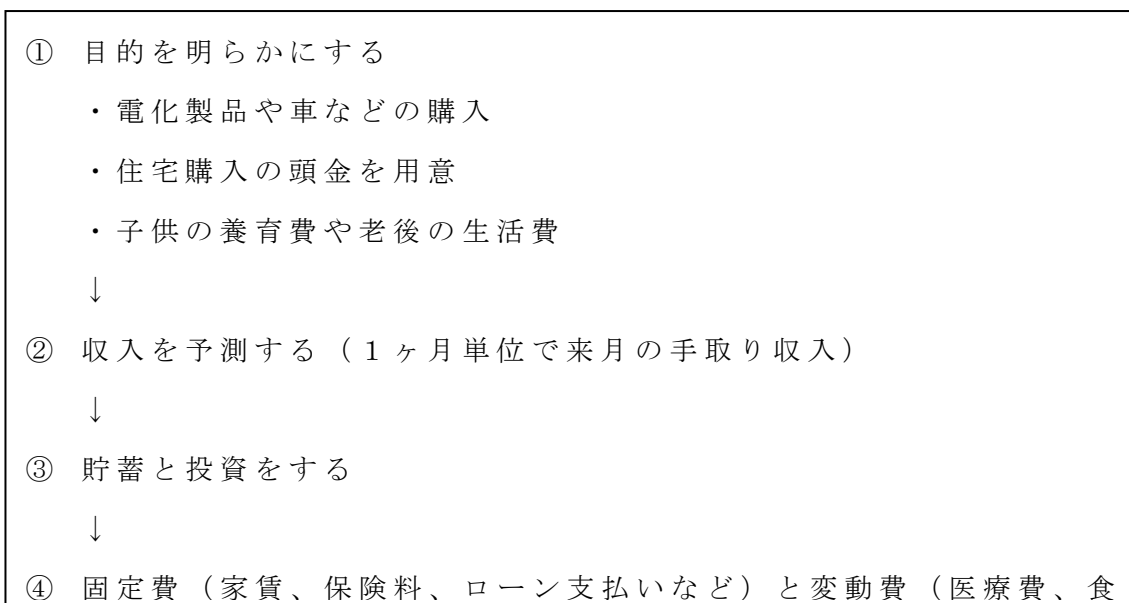 ① 目的を明らかにする
・電化製品や車などの購入
・住宅購入の頭金を用意
・子供の養育費や老後の生活費
↓
② 収入を予測する（１ヶ月単位で来月の手取り収入）
↓
③ 貯蓄と投資をする
↓
④ 固定費（家賃、保険料、ローン支払いなど）と変動費（医療費、食